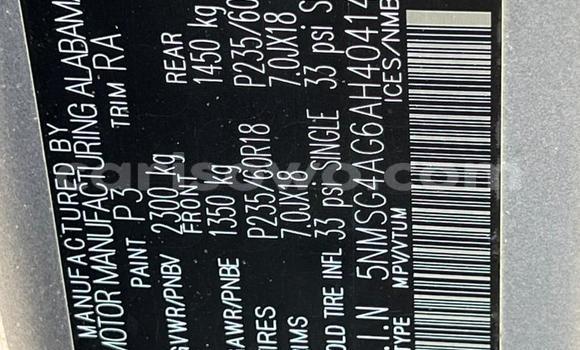 MANUFACTURED BY
MOTOR MANUFACTURING ALABAMA
PAINT P3 TRIM RA.
GVWR/PNBV 2300 kg
FRONT REAR
GAWR/PNBE 1350 kg 1450 kg
TIRES P235/60R18 P235/60
RIMS 7.0JX18 7.0JX18
COLD TIRE INFL 33 psi SINGLE 33 psi S
V.I.N 5NMSG4AG6AH40414
TYPE MPV/VTUM ICES/NMB